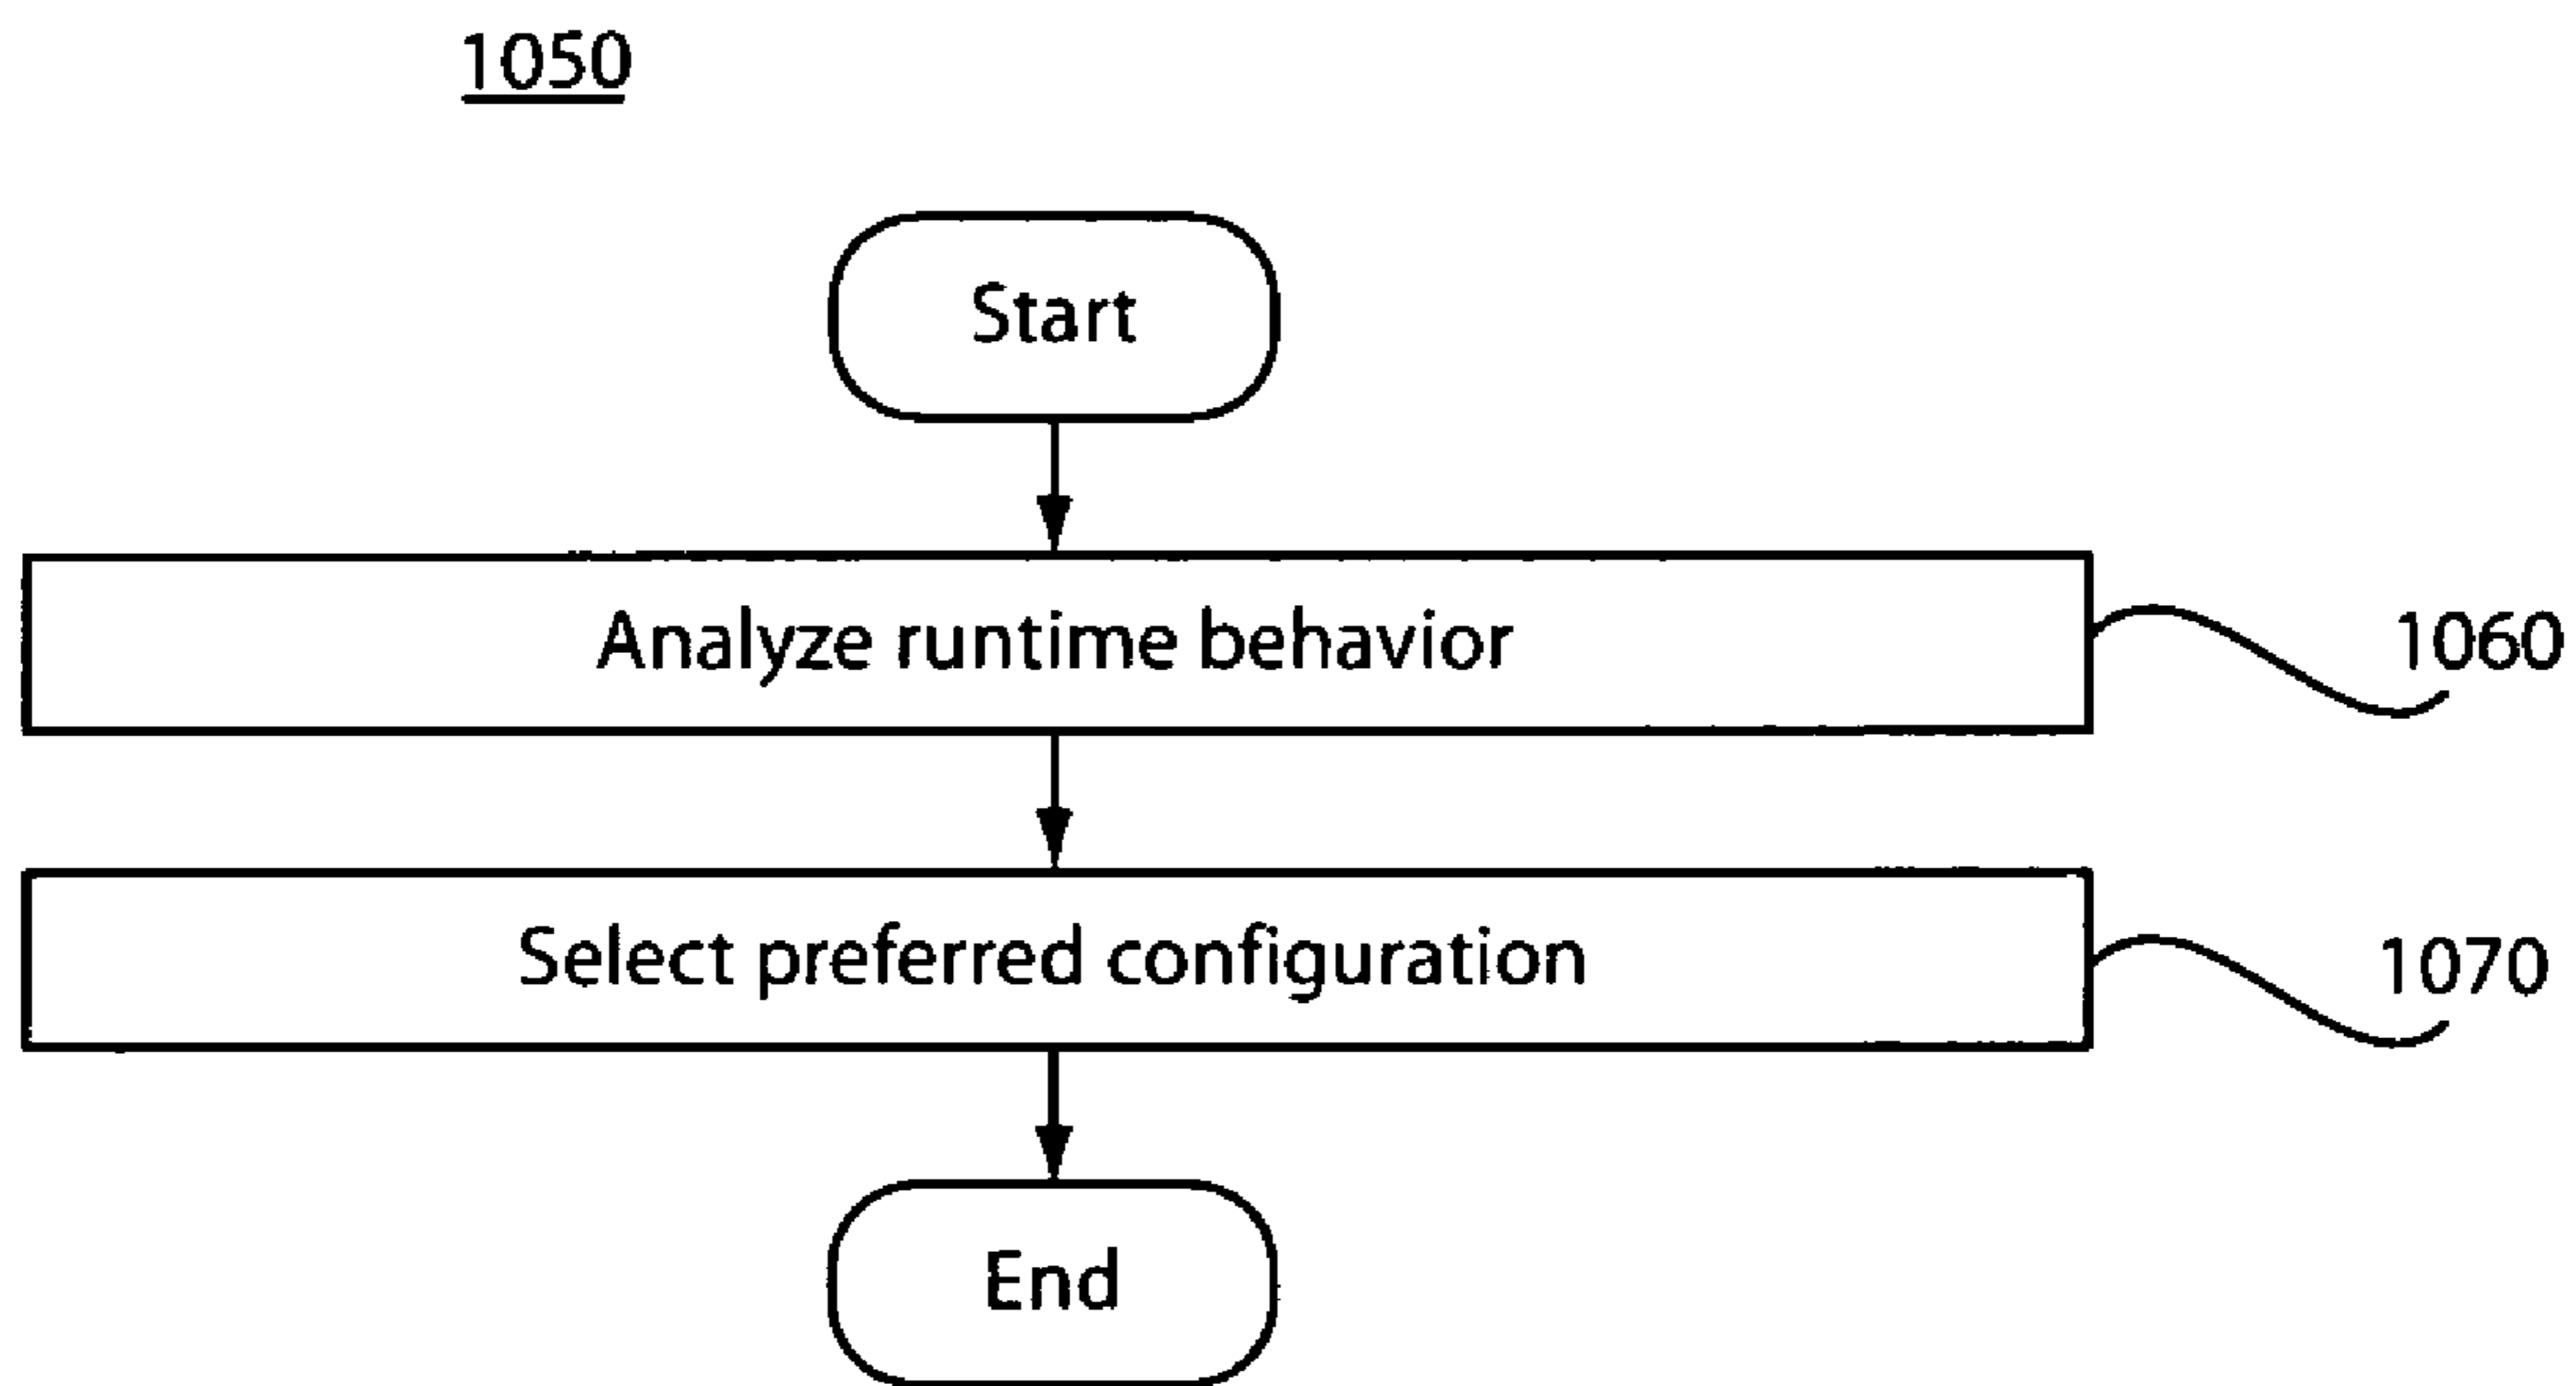 1050
Start
Analyze runtime behavior
1060
Select preferred configuration
1070
End